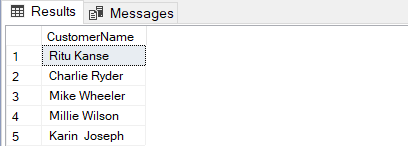 Results Messages
CustomerName
1 Ritu Kanse
2 Charlie Ryder
3 Mike Wheeler
4 Millie Wilson
5 Karin  Joseph